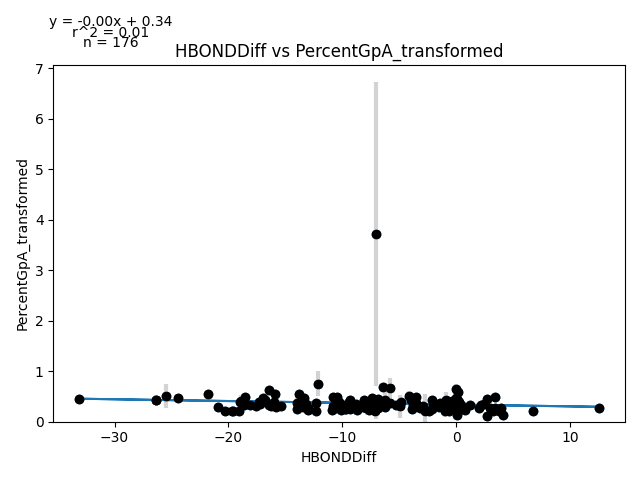 y = -0.00x + 0.34
r^2 = 0.01
n = 176
HBONDDiff vs PercentGpA_transformed
7
6
5
4
3
2
1
0
PercentGpA_transformed
−30
−20
−10
0
10
HBONDDiff